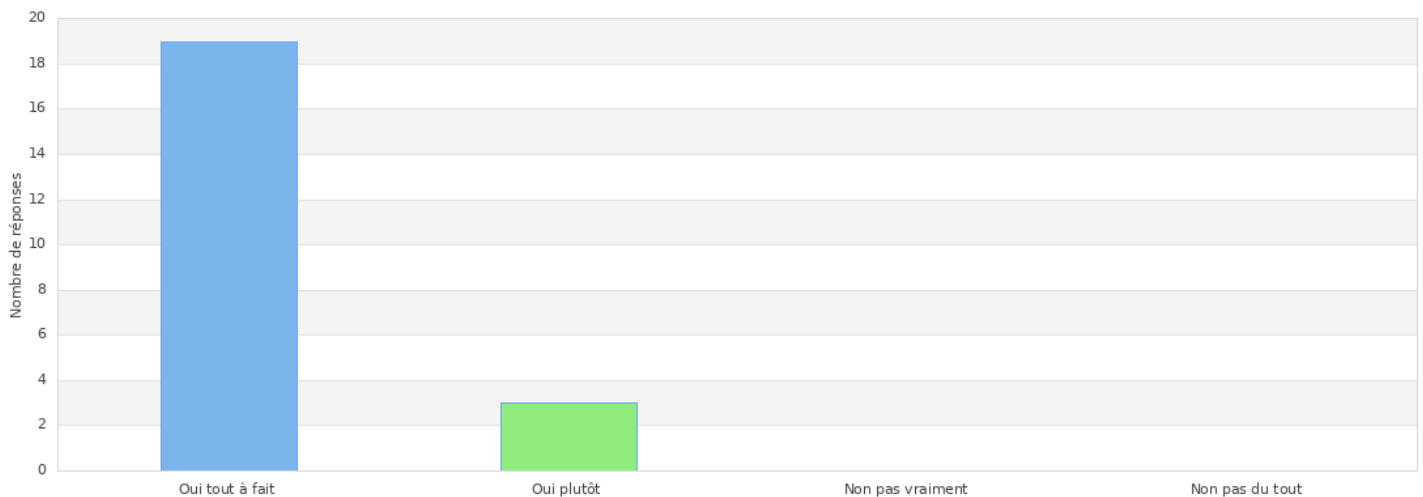 20
18
16
14
12
10
8
6
4
2
0
Nombre de réponses
Oui tout à fait
Oui plutôt
Non pas vraiment
Non pas du tout